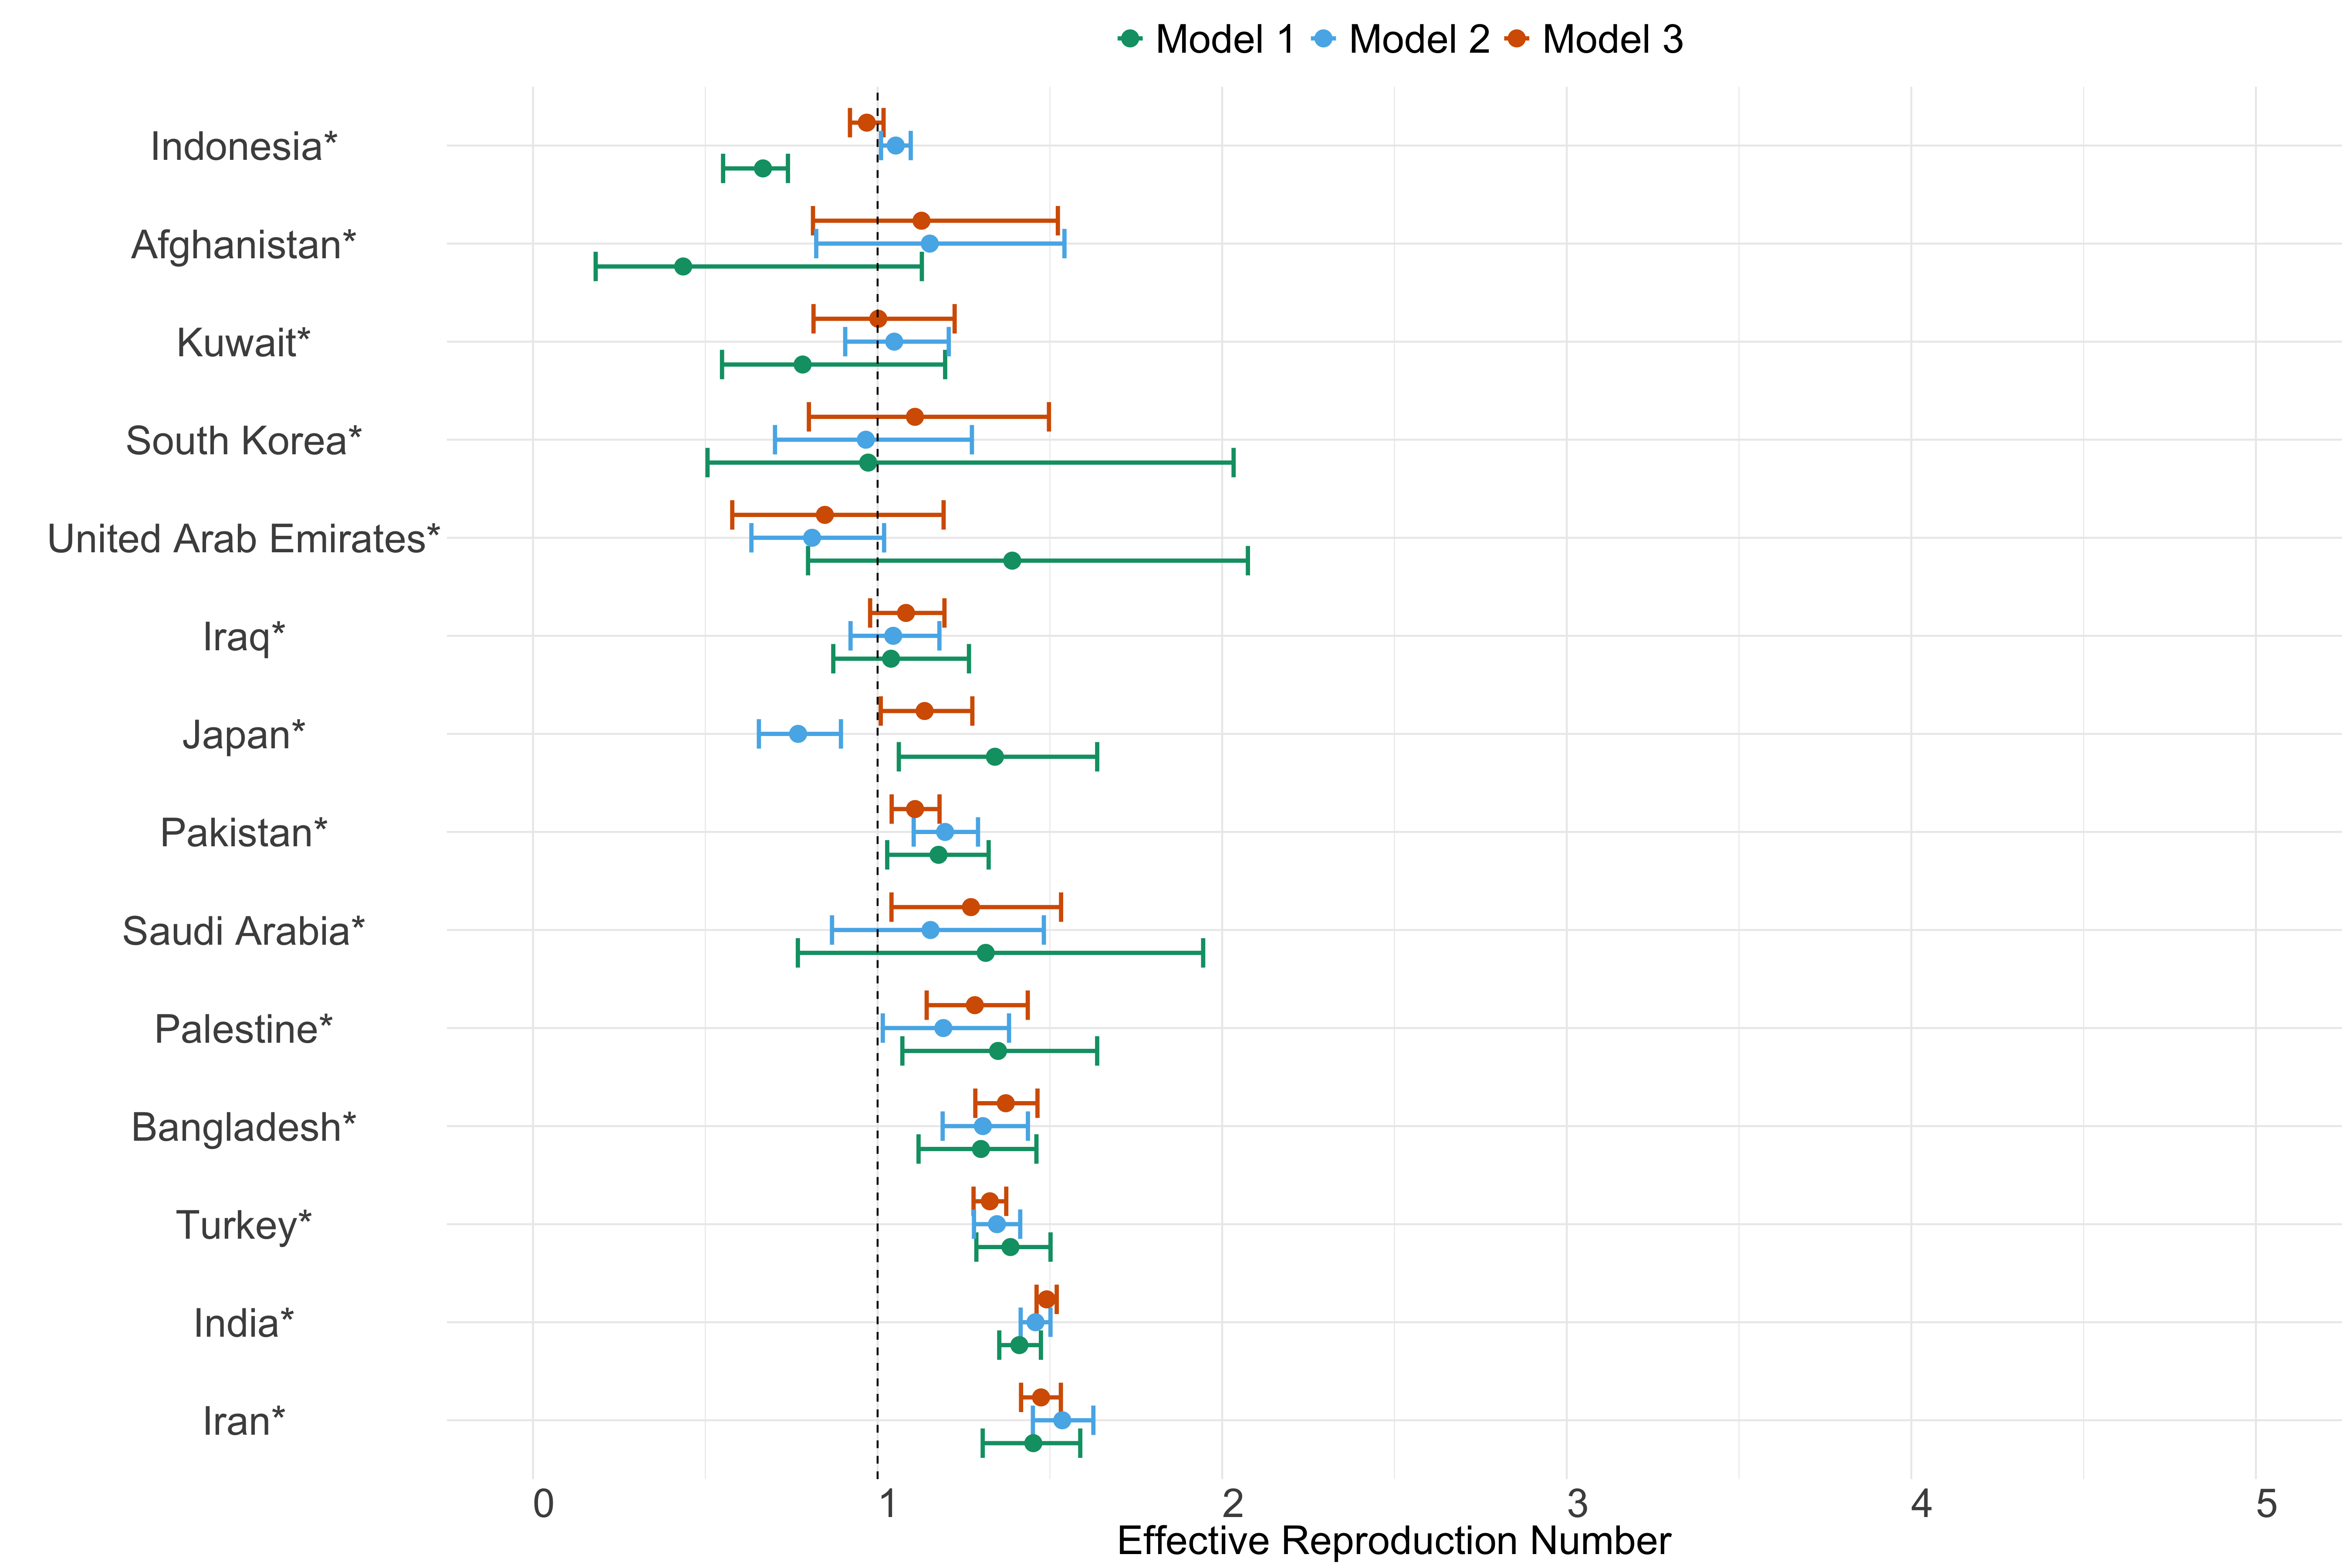 Model 1 Model 2 Model 3
Indonesia*
Afghanistan*
Kuwait*
South Korea*
United Arab Emirates*
Iraq*
Japan*
Pakistan*
Saudi Arabia*
Palestine*
Bangladesh*
Turkey*
India*
Iran*
0 1 2 3 4 5
Effective Reproduction Number